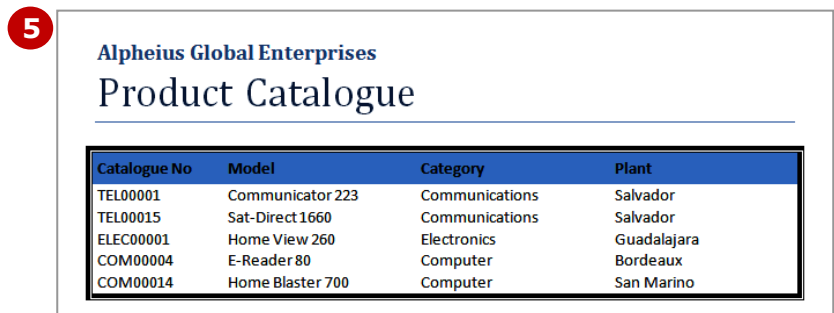 5
Alpheius Global Enterprises
Product Catalogue
Catalogue No Model Category Plant
TEL00001 Communicator 223 Communications Salvador
TEL00015 Sat-Direct 1660 Communications Salvador
ELEC00001 Home View 260 Electronics Guadalajara
COM00004 E-Reader 80 Computer Bordeaux
COM00014 Home Blaster 700 Computer San Marino